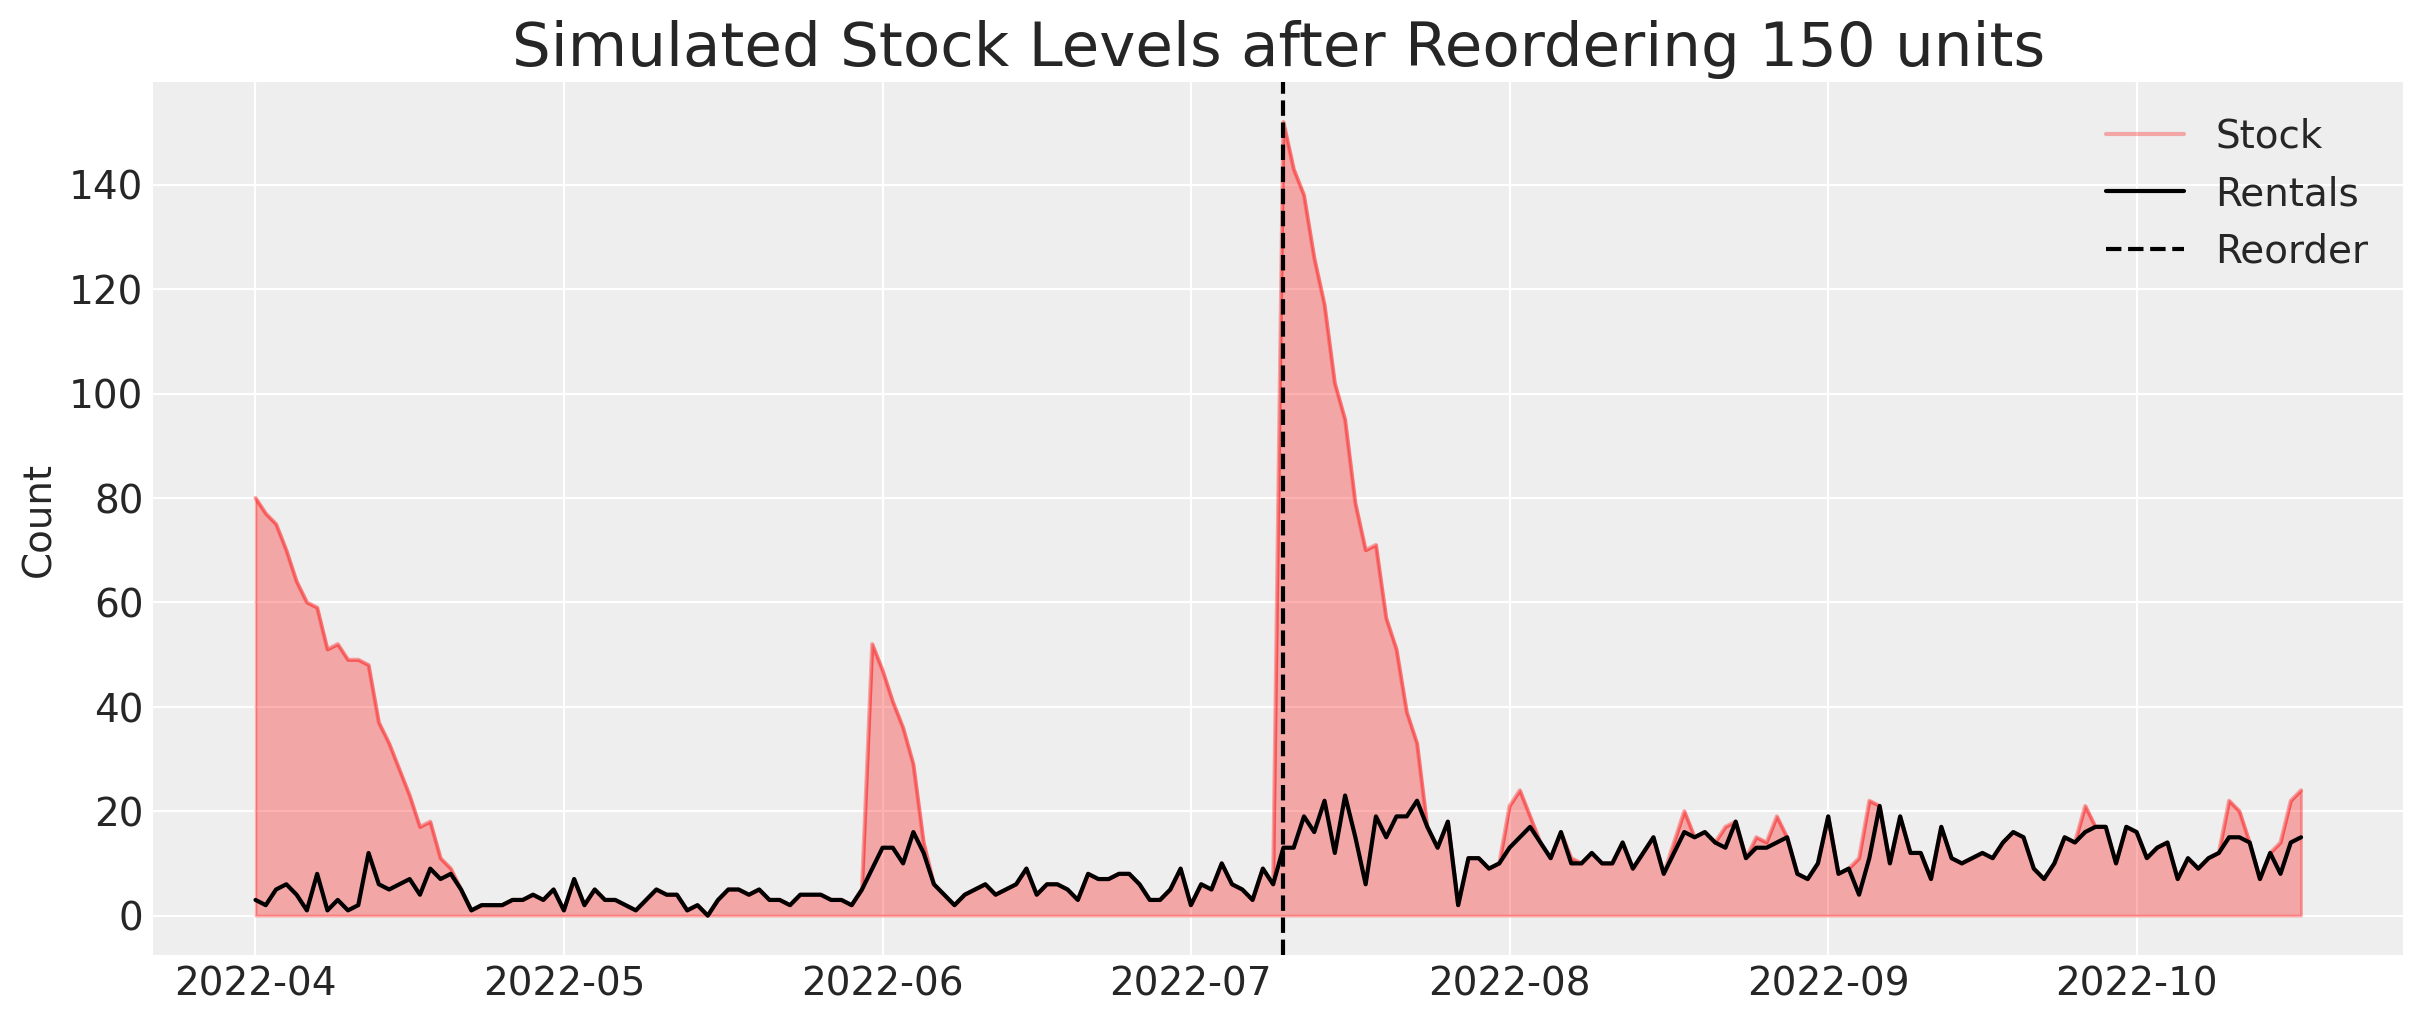 Simulated Stock Levels after Reordering 150 units
Stock
Rentals
Reorder
Count
140
120
100
80
60
40
20
0
2022-04 2022-05 2022-06 2022-07 2022-08 2022-09 2022-10